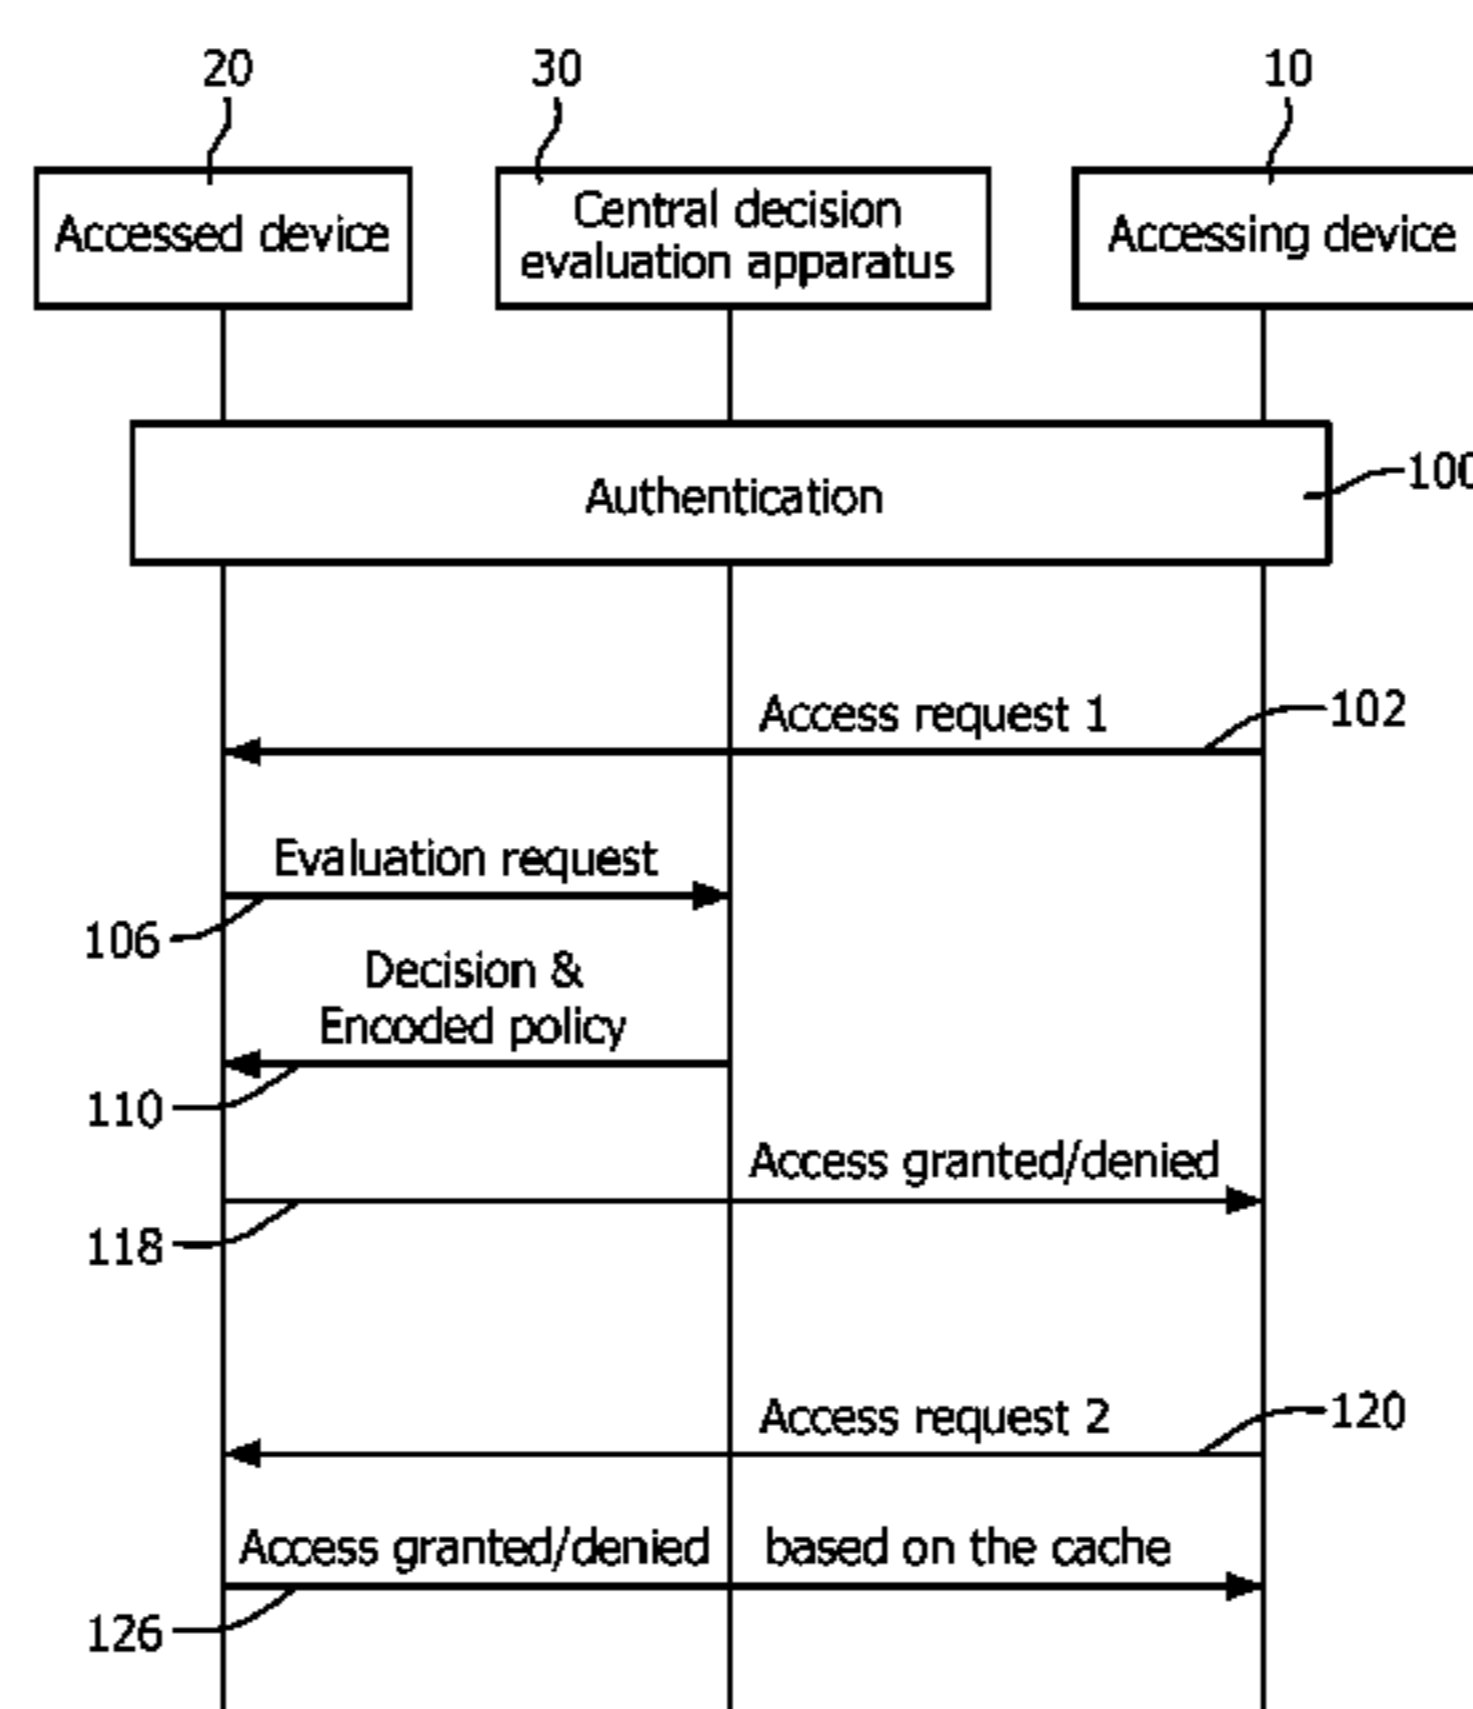 20
30
10
Accessed device
Central decision
evaluation apparatus
Accessing device
Authentication
100
Access request 1
102
Evaluation request
106
Decision &
Encoded policy
110
Access granted/denied
118
Access request 2
120
Access granted/denied based on the cache
126